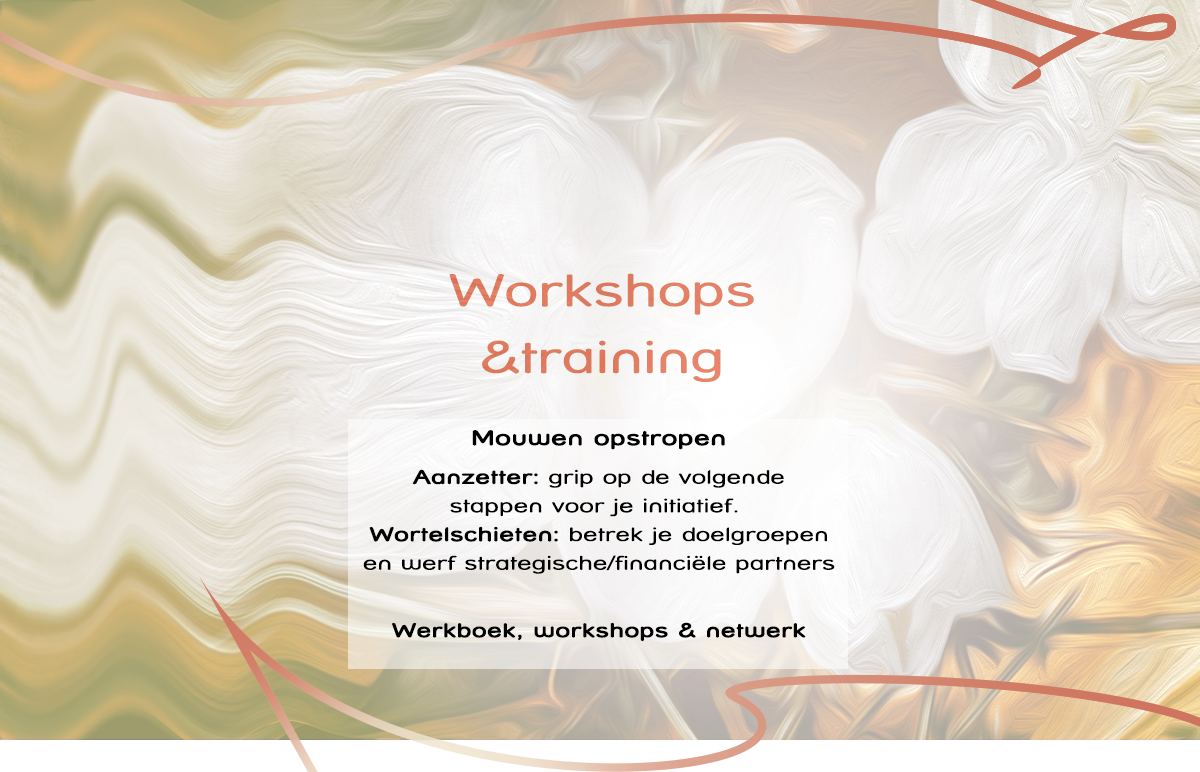 Workshops
&training
Mouwen opstropen
Aanzetter: grip op de volgende
stappen voor je initiatief.
Wortelschieten: betrek je doelgroepen
en werf strategische/financiële partners
Werkboek, workshops & netwerk